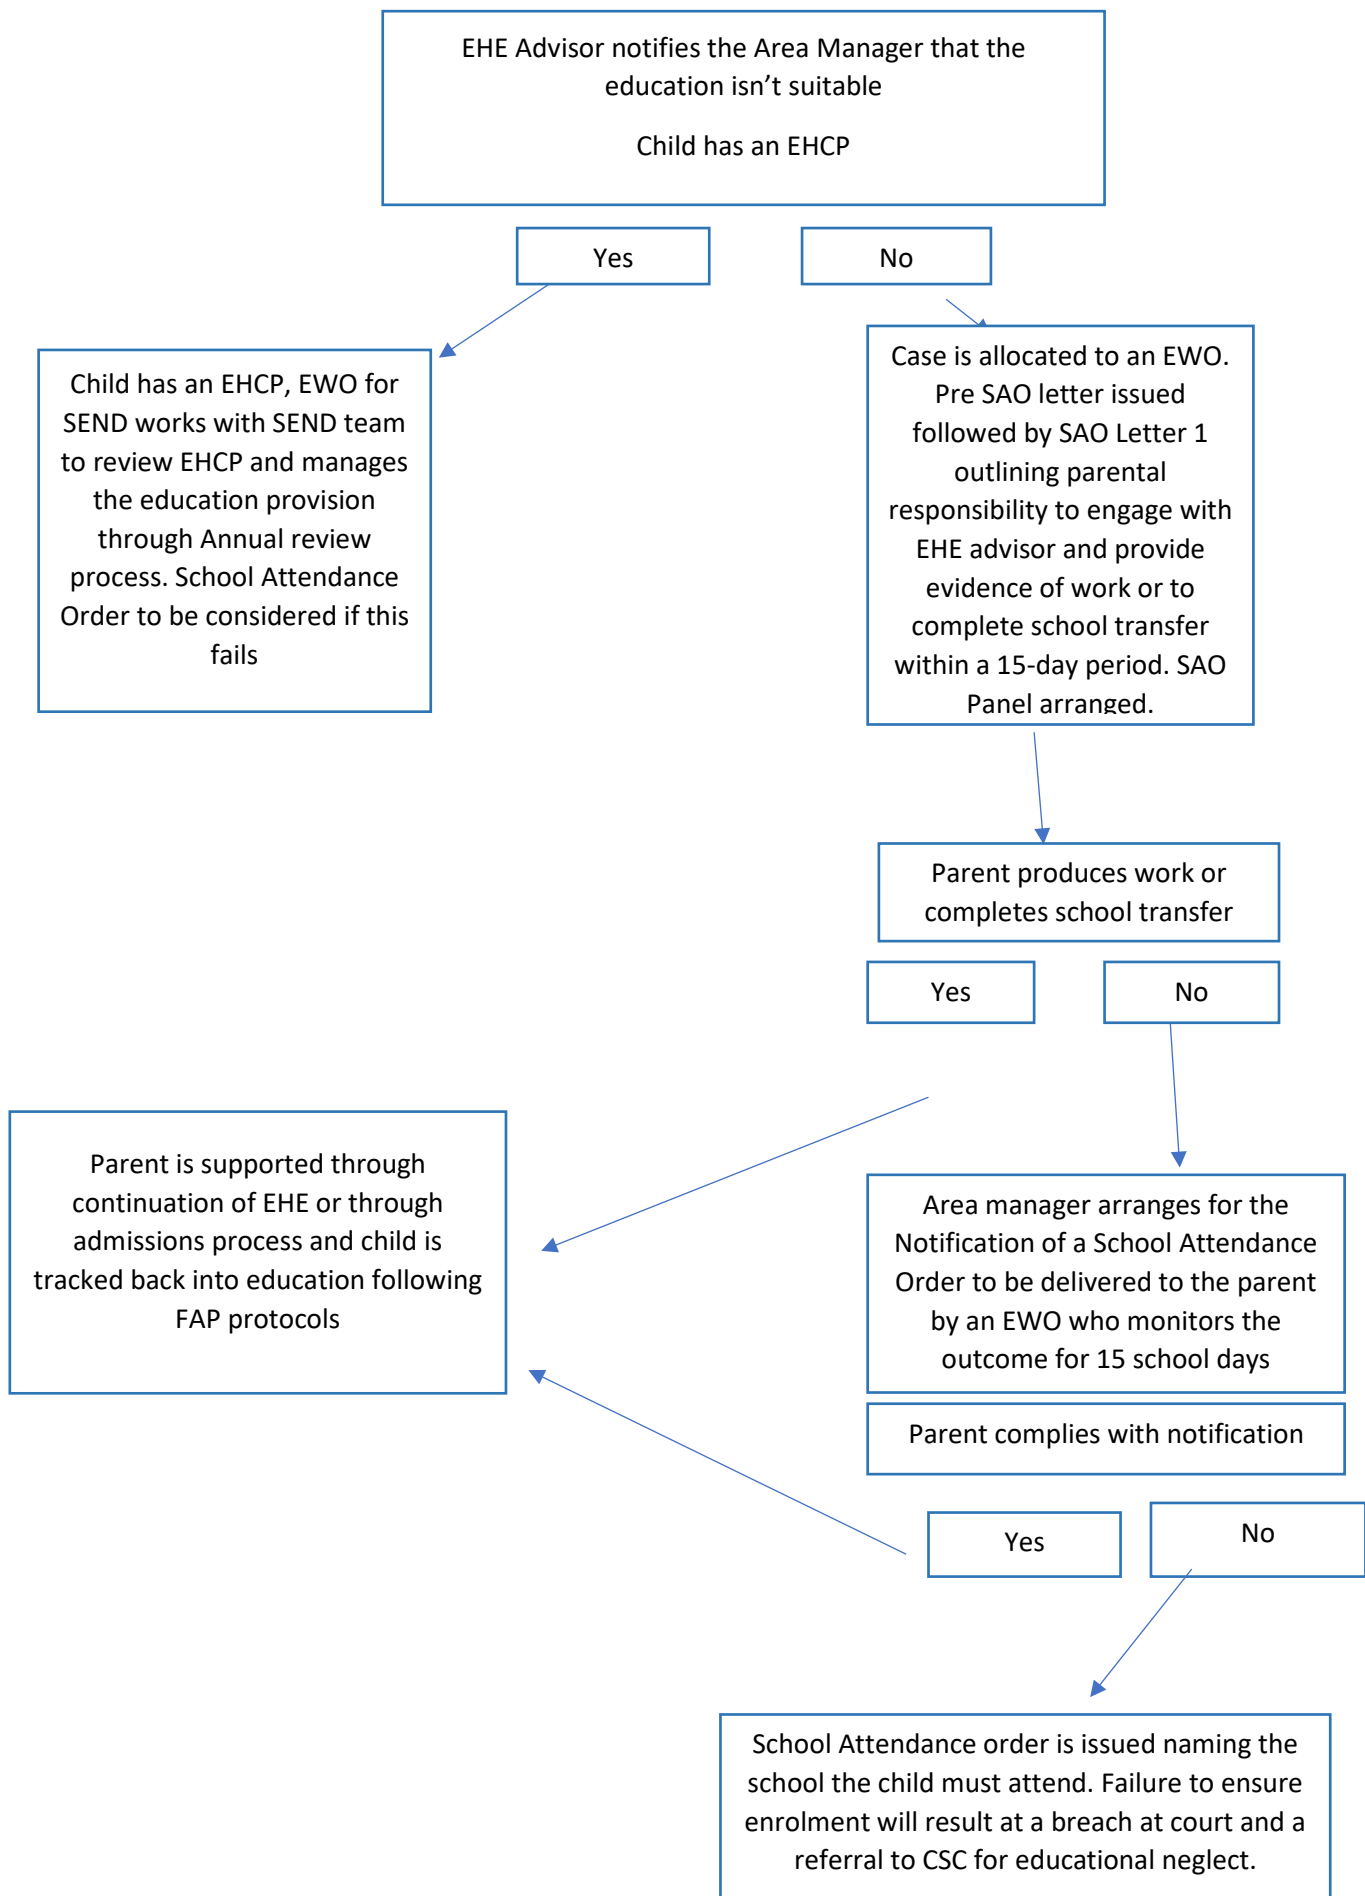 EHE Advisor notifies the Area Manager that the
education isn’t suitable
Child has an EHCP
Yes
No
Child has an EHCP, EWO for
SEND works with SEND team
to review EHCP and manages
the education provision
through Annual review
process. School Attendance
Order to be considered if this
fails
Case is allocated to an EWO.
Pre SAO letter issued
followed by SAO Letter 1
outlining parental
responsibility to engage with
EHE advisor and provide
evidence of work or to
complete school transfer
within a 15-day period. SAO
Panel arranged.
Parent produces work or
completes school transfer
Yes
No
Parent is supported through
continuation of EHE or through
admissions process and child is
tracked back into education following
FAP protocols
Area manager arranges for the
Notification of a School Attendance
Order to be delivered to the parent
by an EWO who monitors the
outcome for 15 school days
Parent complies with notification
Yes
No
School Attendance order is issued naming the
school the child must attend. Failure to ensure
enrolment will result at a breach at court and a
referral to CSC for educational neglect.